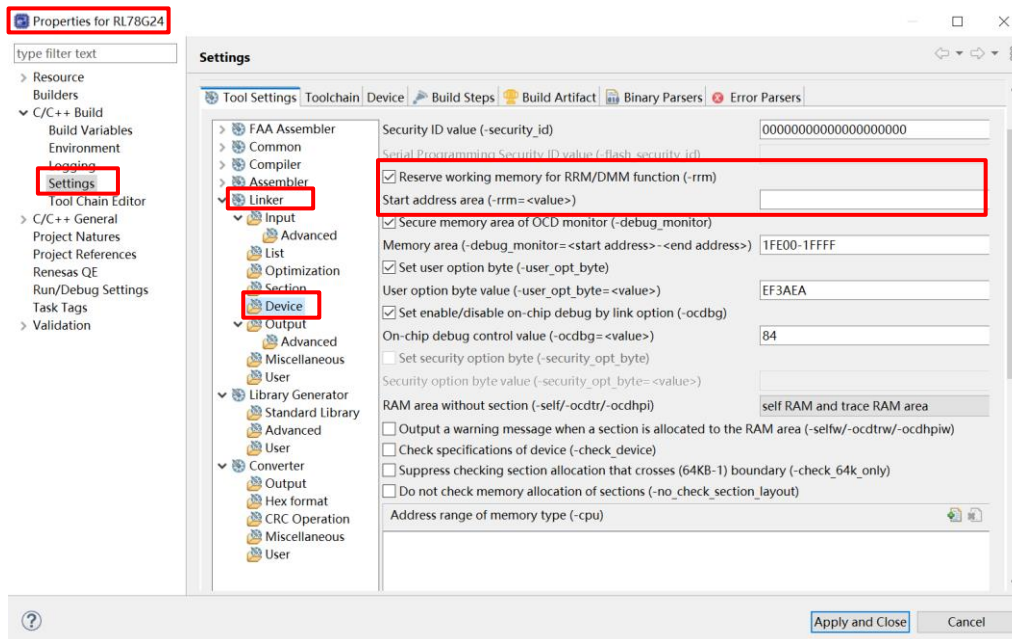 Properties for RL78G24
type filter text
Resource
Builders
C/C++ Build
Build Variables
Environment
Logging
Settings
Tool Chain Editor
C/C++ General
Project Natures
Project References
Renesas QE
Run/Debug Settings
Task Tags
Validation
Settings
Tool Settings Toolchain Device Build Steps Build Artifact Binary Parsers Error Parsers
FAA Assembler
Common
Compiler
Assembler
Linker
Input
Advanced
List
Optimization
Section
Device
Output
Advanced
Miscellaneous
User
Library Generator
Standard Library
Advanced
User
Converter
Output
Hex format
CRC Operation
Miscellaneous
User
Security ID value (-security_id) 00000000000000000000
Serial Programming Security ID value (-flash_security_id)
Reserve working memory for RRM/DMM function (-rrm)
Start address area (-rrm=<value>)
Secure memory area of OCD monitor (-debug_monitor)
Memory area (-debug_monitor=<start address>-<end address>) 1FE00-1FFFF
Set user option byte (-user_opt_byte)
User option byte value (-user_opt_byte=<value>) EF3AEA
Set enable/disable on-chip debug by link option (-ocdbg)
On-chip debug control value (-ocdbg=<value>) 84
Set security option byte (-security_opt_byte)
Security option byte value (-security_opt_byte=<value>)
RAM area without section (-self/-ocdtr/-ocdhpi) self RAM and trace RAM area
Output a warning message when a section is allocated to the RAM area (-selfw/-ocdtrw/-ocdhpiw)
Check specifications of device (-check_device)
Suppress checking section allocation that crosses (64KB-1) boundary (-check_64k_only)
Do not check memory allocation of sections (-no_check_section_layout)
Address range of memory type (-cpu)
Apply and Close Cancel